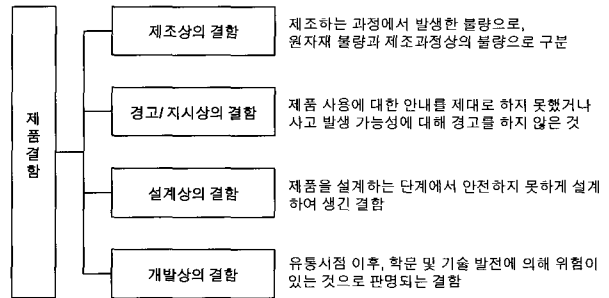 제품결함
제조상의 결함
제조하는 과정에서 발생한 불량으로,
원자재 불량과 제조과정상의 불량으로 구분
경고/ 지시상의 결함
제품 사용에 대한 안내를 제대로 하지 못했거나
사고 발생 가능성에 대해 경고를 하지 않은 것
설계상의 결함
제품을 설계하는 단계에서 안전하지 못하게 설계
하여 생긴 결함
개발상의 결함
유통서점 이후, 학문 및 기술 발전에 의해 위험이
있는 것으로 판명되는 결함